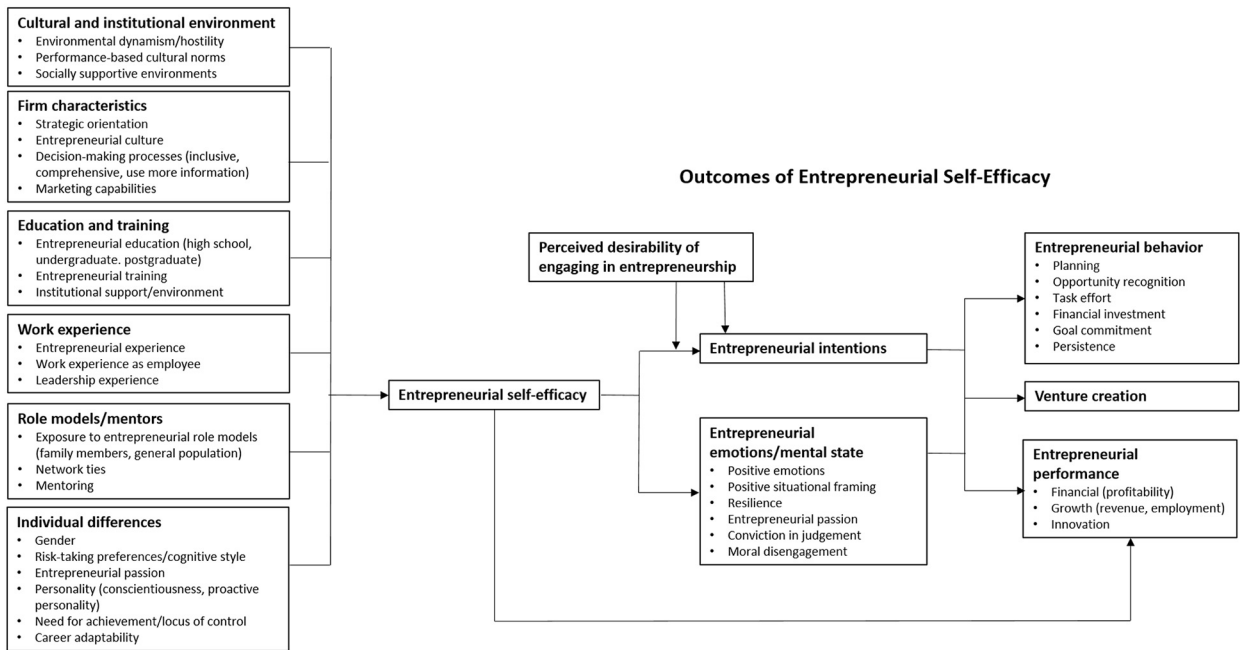 Cultural and institutional environment
• Environmental dynamism/hostility
• Performance-based cultural norms
• Socially supportive environments
Firm characteristics
• Strategic orientation
• Entrepreneurial culture
• Decision-making processes (inclusive,
comprehensive, use more information)
• Marketing capabilities
Education and training
• Entrepreneurial education (high school,
undergraduate. postgraduate)
• Entrepreneurial training
• Institutional support/environment
Work experience
• Entrepreneurial experience
• Work experience as employee
• Leadership experience
Role models/mentors
• Exposure to entrepreneurial role models
(family members, general population)
• Network ties
• Mentoring
Individual differences
• Gender
• Risk-taking preferences/cognitive style
• Entrepreneurial passion
• Personality (conscientiousness, proactive
personality)
• Need for achievement/locus of control
• Career adaptability
Entrepreneurial self-efficacy
Outcomes of Entrepreneurial Self-Efficacy
Perceived desirability of
engaging in entrepreneurship
Entrepreneurial intentions
Entrepreneurial
emotions/mental state
• Positive emotions
• Positive situational framing
• Resilience
• Entrepreneurial passion
• Conviction in judgement
• Moral disengagement
Entrepreneurial behavior
• Planning
• Opportunity recognition
• Task effort
• Financial investment
• Goal commitment
• Persistence
Venture creation
Entrepreneurial
performance
• Financial (profitability)
• Growth (revenue, employment)
• Innovation